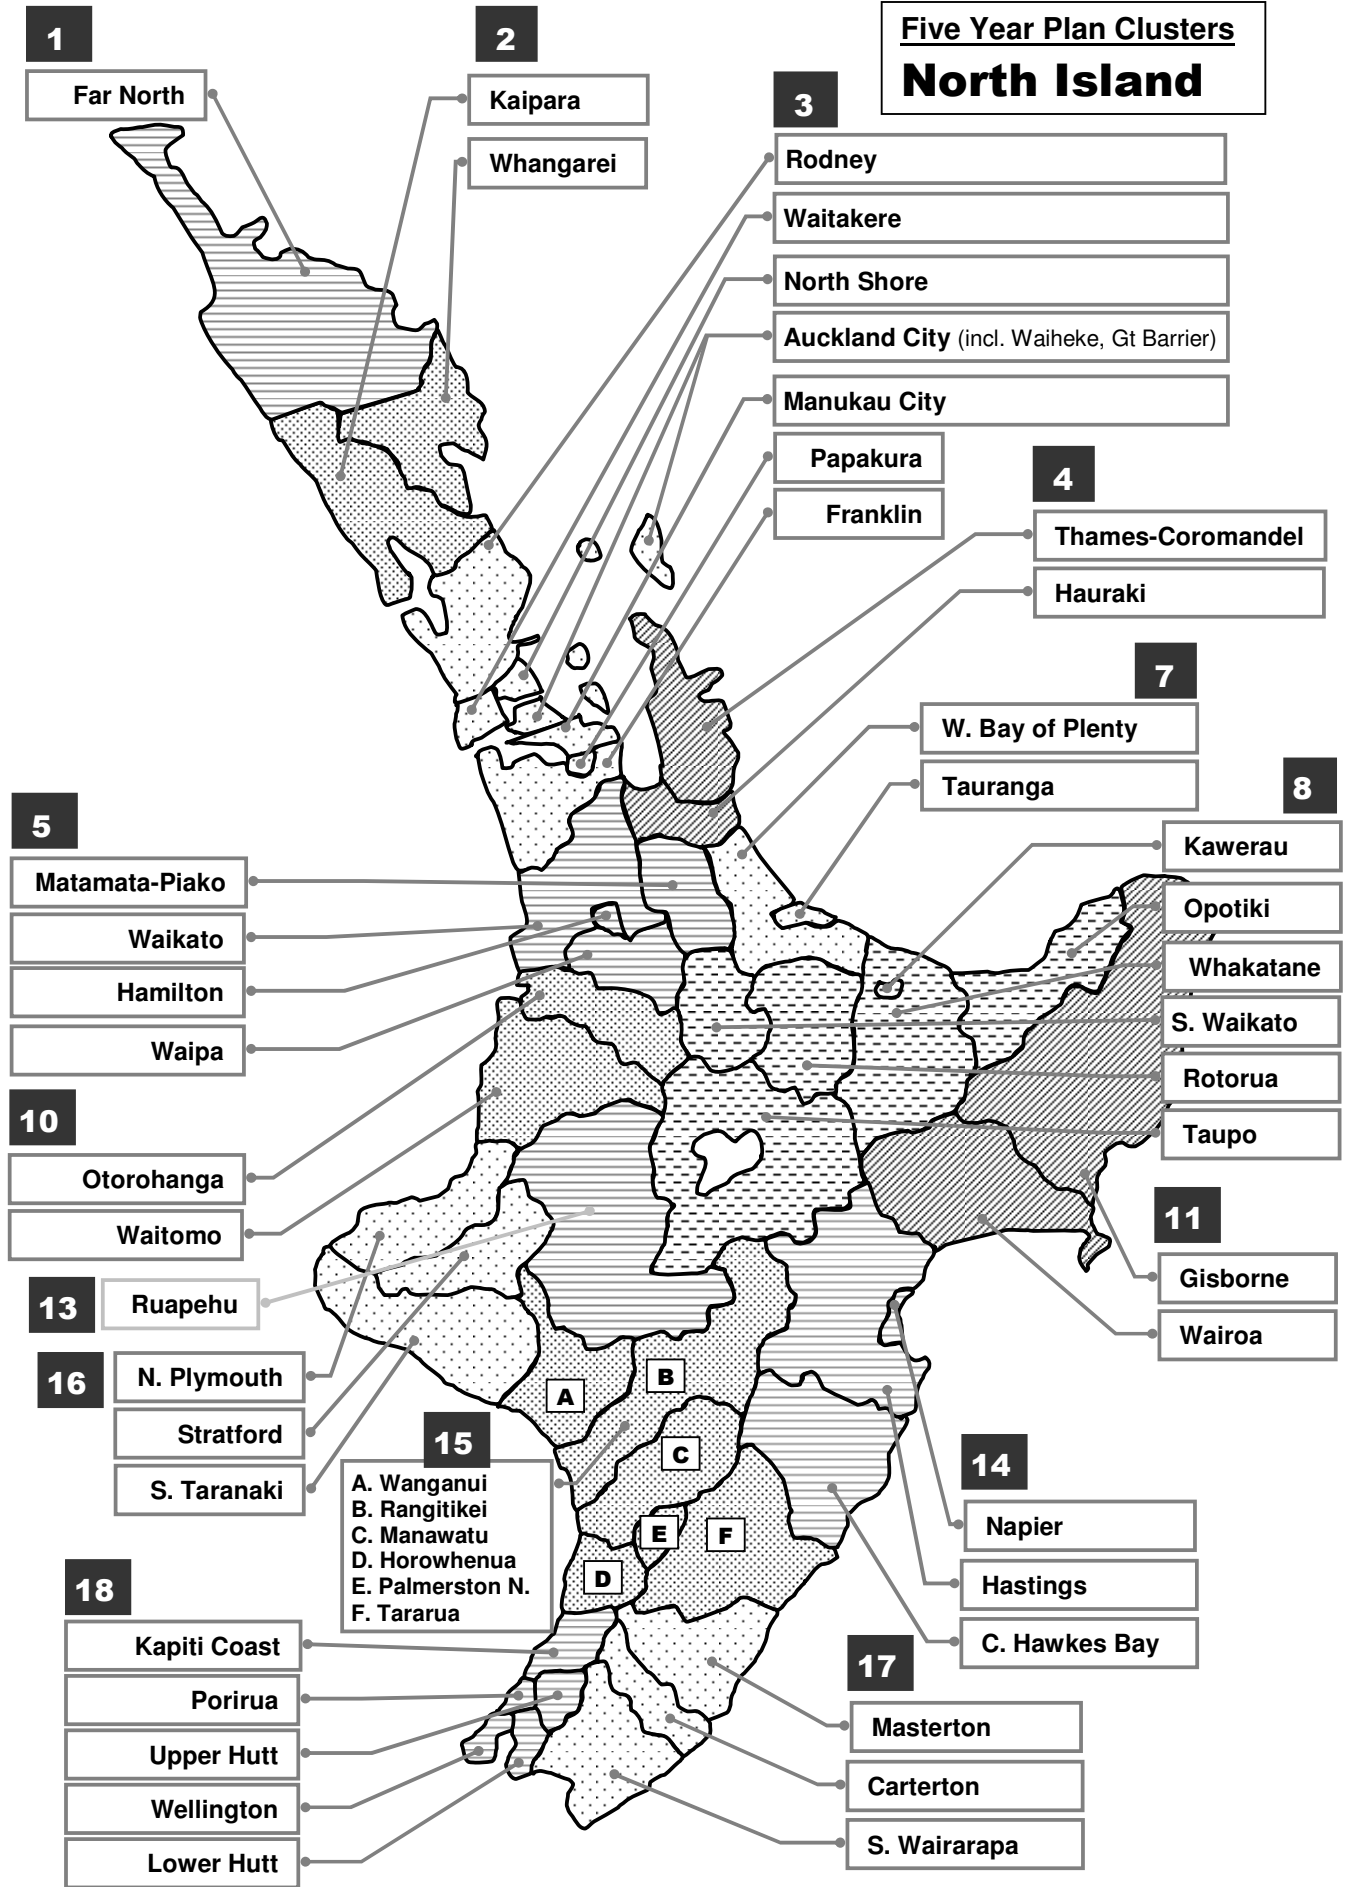 Five Year Plan Clusters
North Island
1
Far North
2
Kaipara
Whangarei
3
Rodney
Waitakere
North Shore
Auckland City (incl. Waiheke, Gt Barrier)
Manukau City
Papakura
Franklin
4
Thames-Coromandel
Hauraki
7
W. Bay of Plenty
Tauranga
8
Kawerau
Opotiki
Whakatane
S. Waikato
Rotorua
Taupo
5
Matamata-Piako
Waikato
Hamilton
Waipa
10
Otorohanga
Waitomo
11
Gisborne
Wairoa
13
Ruapehu
16
N. Plymouth
Stratford
S. Taranaki
15
A. Wanganui
B. Rangitikei
C. Manawatu
D. Horowhenua
E. Palmerston N.
F. Tararua
A
B
C
D
E
F
14
Napier
Hastings
C. Hawkes Bay
18
Kapiti Coast
Porirua
Upper Hutt
Wellington
Lower Hutt
17
Masterton
Carterton
S. Wairarapa